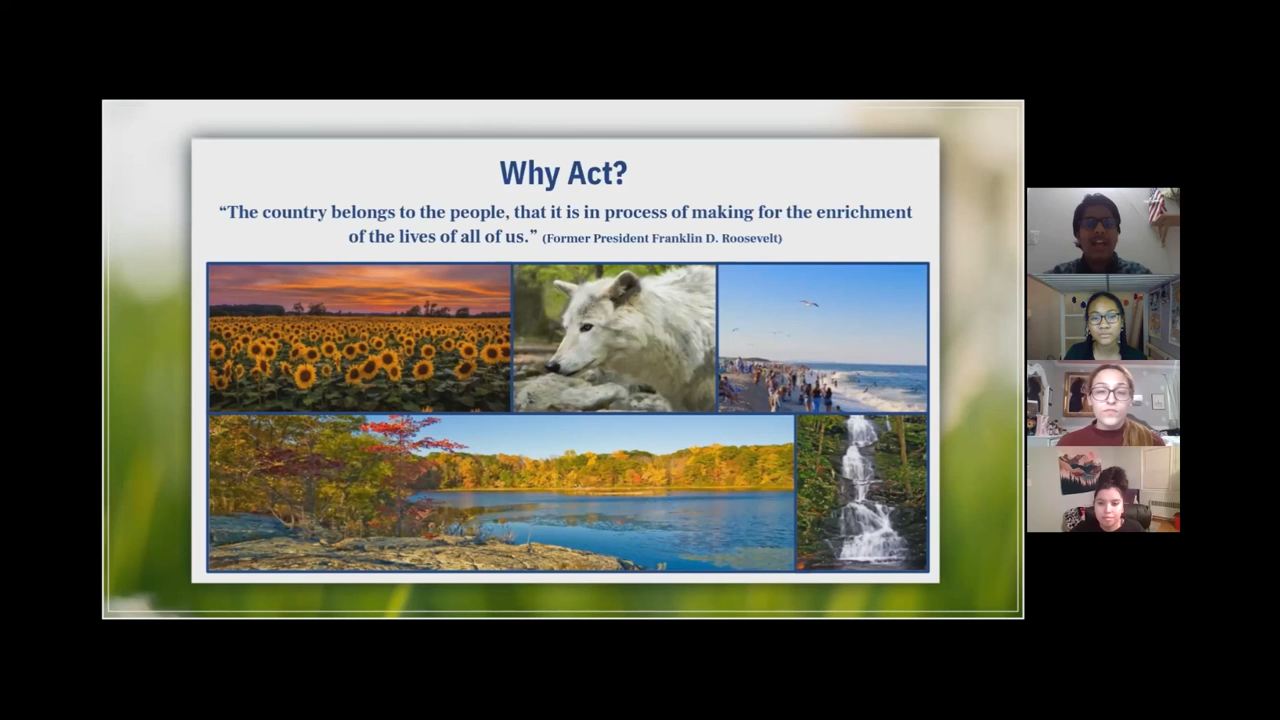 Why Act?
“The country belongs to the people, that it is in process of making for the enrichment
of the lives of all of us.” (Former President Franklin D. Roosevelt)